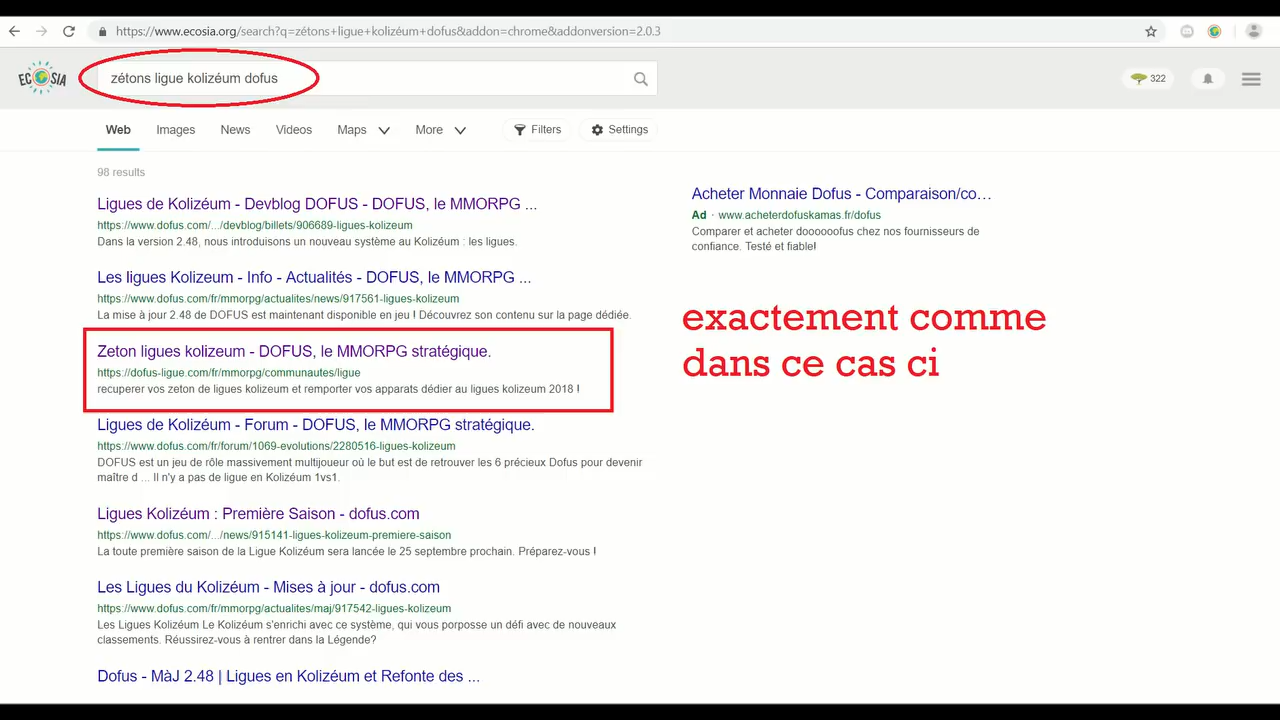 https://www.ecosia.org/search?q=zétons+ligue+kolizéum+dofus&addon=chrome&addonversion=2.0.3
ECOSIA
zétons ligue kolizéum dofus
322
Web
Images
News
Videos
Maps
More
Filters
Settings
98 results
Ligues de Kolizéum - Devblog DOFUS - DOFUS, le MMORPG ...
https://www.dofus.com/.../devblog/billets/906689-ligues-kolizeum
Dans la version 2.48, nous introduisons un nouveau système au Kolizéum : les ligues.
Les ligues Kolizeum - Info - Actualités - DOFUS, le MMORPG ...
https://www.dofus.com/fr/mmorpg/actualites/news/917561-ligues-kolizeum
La mise à jour 2.48 de DOFUS est maintenant disponible en jeu ! Découvrez son contenu sur la page dédiée.
Zeton ligues kolizeum - DOFUS, le MMORPG stratégique.
https://dofus-ligue.com/fr/mmorpg/communautes/ligue
recuperer vos zeton de ligues kolizeum et remporter vos apparats dédier au ligues kolizeum 2018 !
Ligues de Kolizéum - Forum - DOFUS, le MMORPG stratégique.
https://www.dofus.com/fr/forum/1069-evolutions/2280516-ligues-kolizeum
DOFUS est un jeu de rôle massivement multijoueur où le but est de retrouver les 6 précieux Dofus pour devenir
maître d ... Il n'y a pas de ligue en Kolizéum 1vs1.
Ligues Kolizéum : Première Saison - dofus.com
https://www.dofus.com/.../news/915141-ligues-kolizeum-premiere-saison
La toute première saison de la Ligue Kolizéum sera lancée le 25 septembre prochain. Préparez-vous !
Les Ligues du Kolizéum - Mises à jour - dofus.com
https://www.dofus.com/fr/mmorpg/actualites/maj/917542-ligues-kolizeum
Les Ligues Kolizéum Le Kolizéum s'enrichi avec ce système, qui vous porposse un défi avec de nouveaux
classements. Réussirez-vous à rentrer dans la Légende?
Dofus - MàJ 2.48 | Ligues en Kolizéum et Refonte des ...
Acheter Monnaie Dofus - Comparaison/co…
Ad · www.acheterdofuskamas.fr/dofus
Comparer et acheter doooooofus chez nos fournisseurs de
confiance. Testé et fiable!
exactement comme
dans ce cas ci